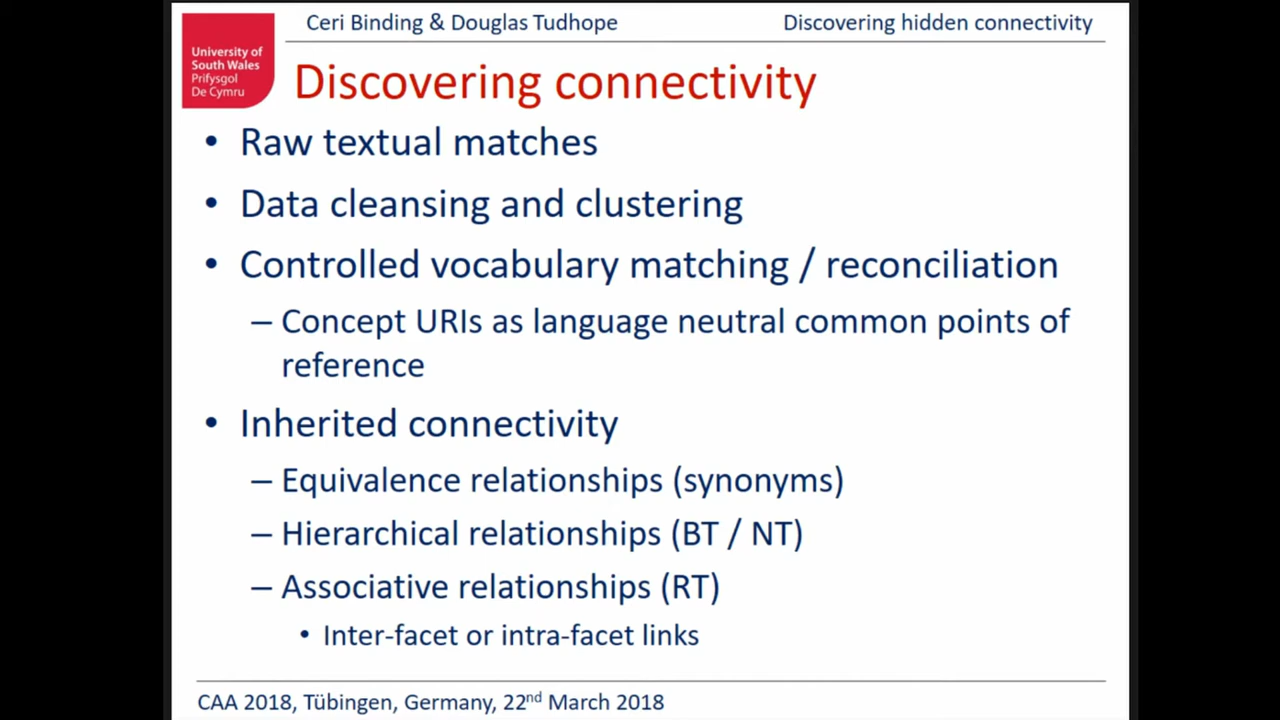 Ceri Binding & Douglas Tudhope
Discovering hidden connectivity
University of
South Wales
Prifysgol
De Cymru
Discovering connectivity
• Raw textual matches
• Data cleansing and clustering
• Controlled vocabulary matching / reconciliation
– Concept URIs as language neutral common points of
reference
• Inherited connectivity
– Equivalence relationships (synonyms)
– Hierarchical relationships (BT / NT)
– Associative relationships (RT)
• Inter-facet or intra-facet links
CAA 2018, Tübingen, Germany, 22nd March 2018